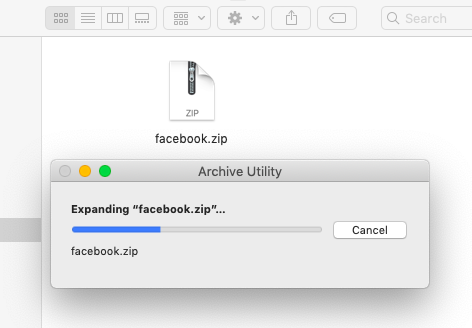 Search
ZIP
facebook.zip
Archive Utility
Expanding “facebook.zip”...
Cancel
facebook.zip